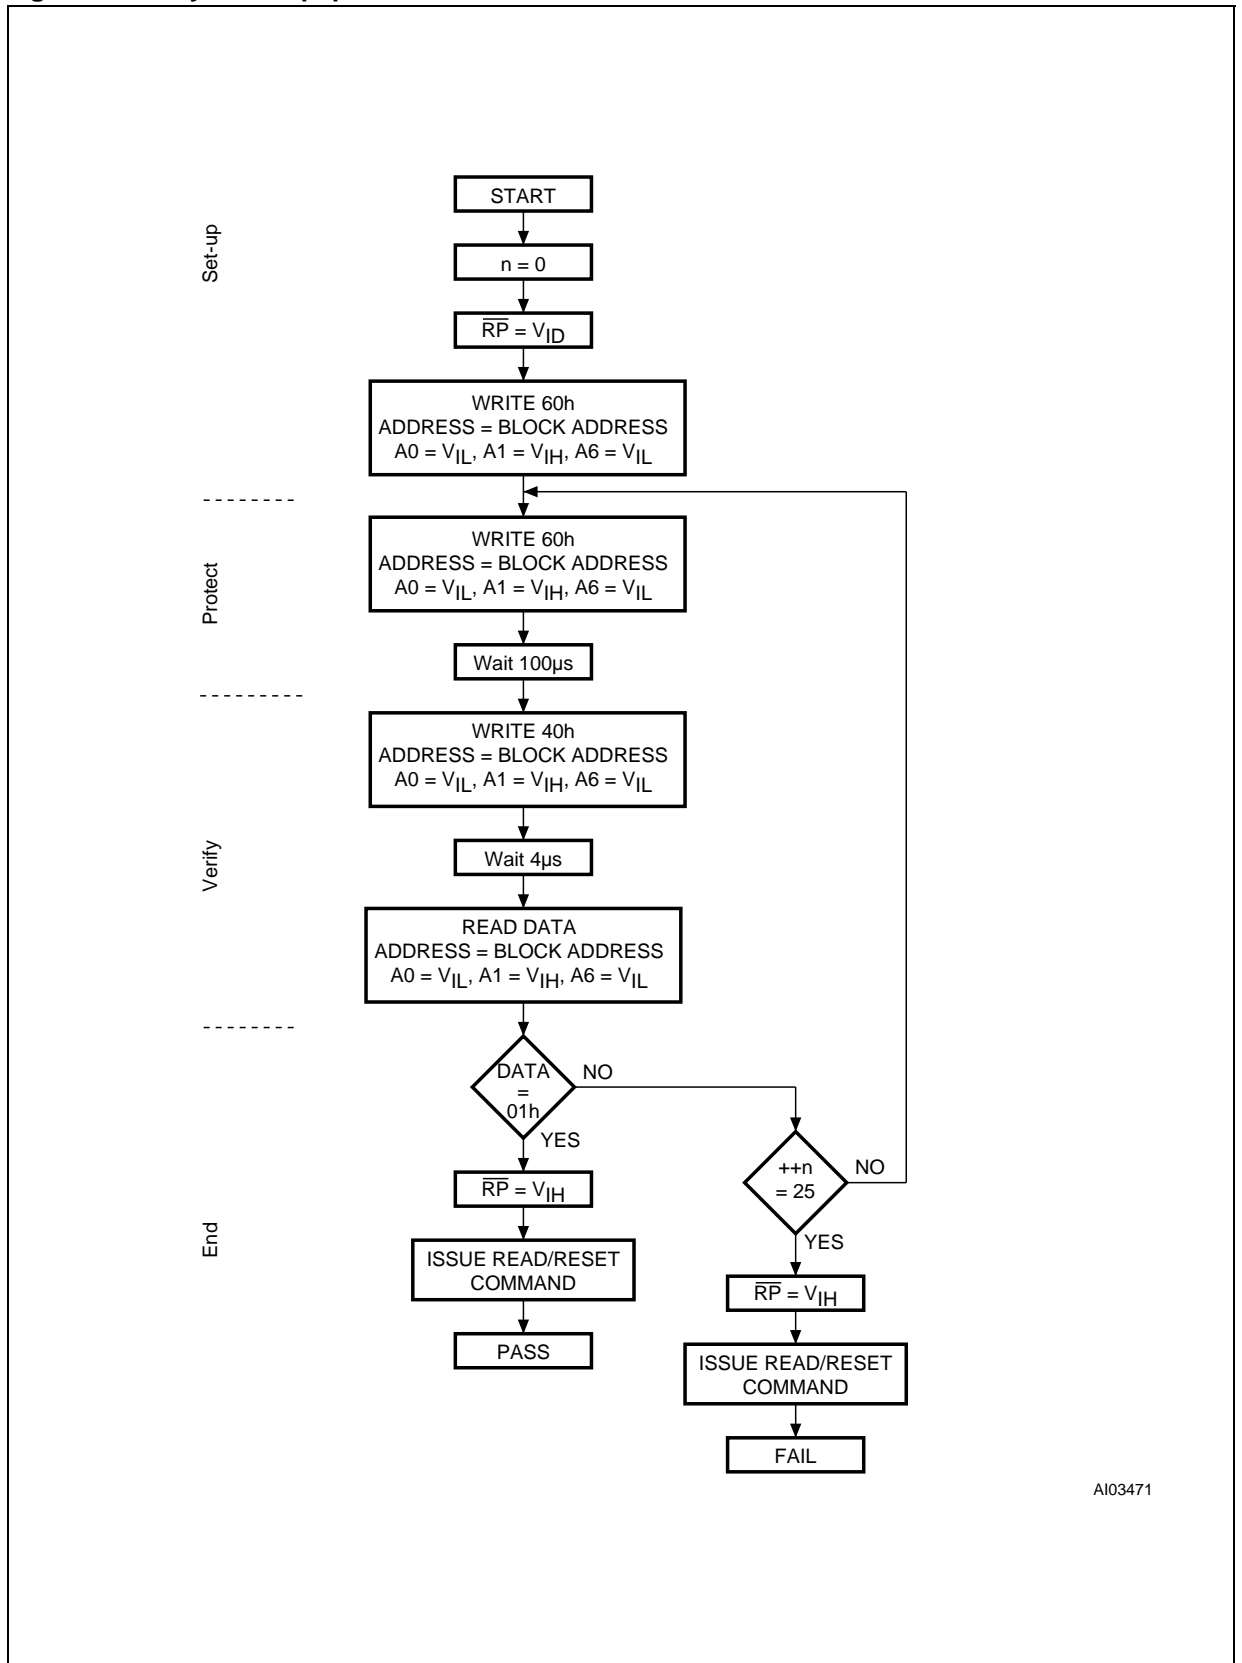 Set-up
START
n = 0
RP = VID
WRITE 60h
ADDRESS = BLOCK ADDRESS
A0 = VIL, A1 = VIH, A6 = VIL
Protect
WRITE 60h
ADDRESS = BLOCK ADDRESS
A0 = VIL, A1 = VIH, A6 = VIL
Wait 100µs
Verify
WRITE 40h
ADDRESS = BLOCK ADDRESS
A0 = VIL, A1 = VIH, A6 = VIL
Wait 4µs
READ DATA
ADDRESS = BLOCK ADDRESS
A0 = VIL, A1 = VIH, A6 = VIL
End
DATA
=
01h
NO
YES
++n
= 25
NO
YES
RP = VIH
ISSUE READ/RESET
COMMAND
PASS
RP = VIH
ISSUE READ/RESET
COMMAND
FAIL
AI03471